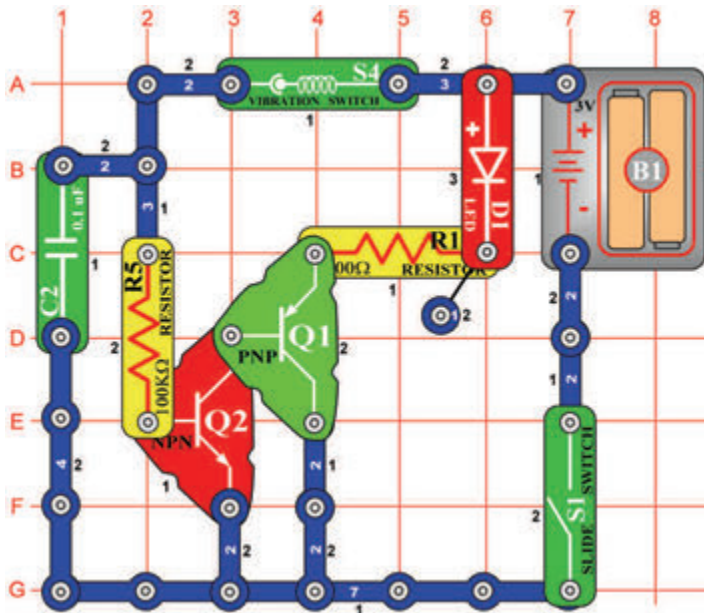 1 2 3 4 5 6 7 8
A
B
C
D
E
F
G
2 2
2 2
S4
VIBRATION SWITCH
1
2 3
3V
+
-
B1
1
+
D1
LED
3
0.1 uF
C2
1
3 1
R5
RESISTOR
100KΩ
2
R1
00Ω
RESISTOR
1
1 2
Q1
PNP
2
Q2
NPN
1
2 2
2 1
S1
SLIDE SWITCH
2
4 2
2 1
2 2
2 2
7
1